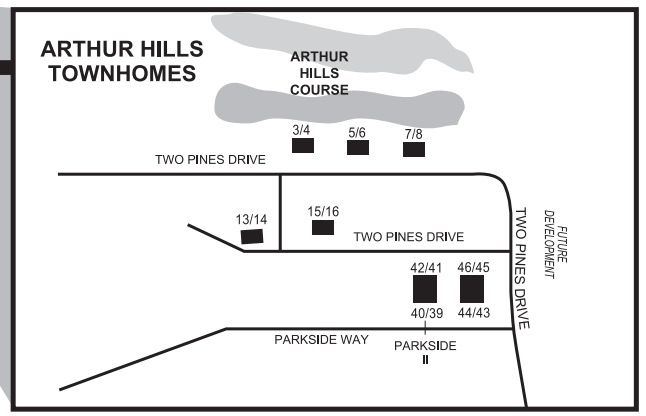 ARTHUR HILLS
TOWNHOMES
ARTHUR
HILLS
COURSE
3/4
5/6
7/8
TWO PINES DRIVE
13/14
15/16
TWO PINES DRIVE
TWO PINES DRIVE
FUTURE
DEVELOPMENT
42/41
46/45
40/39
44/43
PARKSIDE WAY
PARKSIDE
II